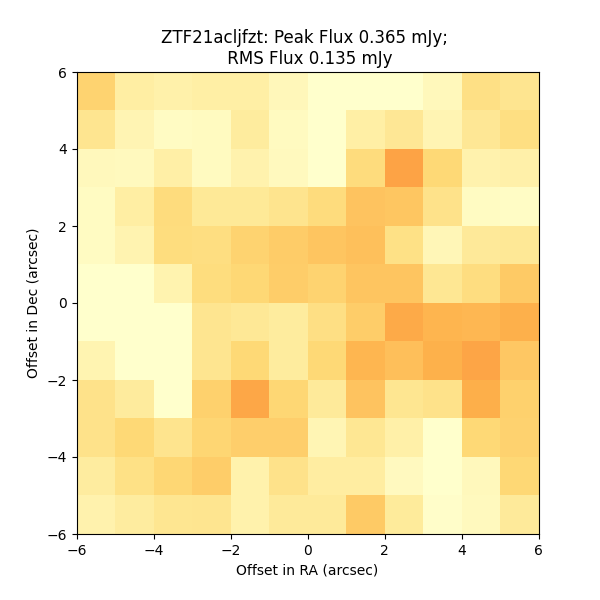 ZTF21acljfzt: Peak Flux 0.365 mJy;
RMS Flux 0.135 mJy
6
4
2
0
−2
−4
−6
Offset in Dec (arcsec)
−6 −4 −2 0 2 4 6
Offset in RA (arcsec)